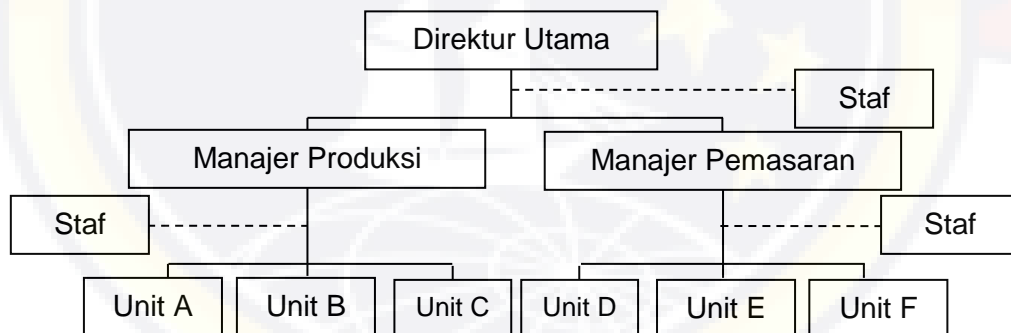 Direktur Utama
Staf
Manajer Produksi
Manajer Pemasaran
Staf
Staf
Unit A
Unit B
Unit C
Unit D
Unit E
Unit F